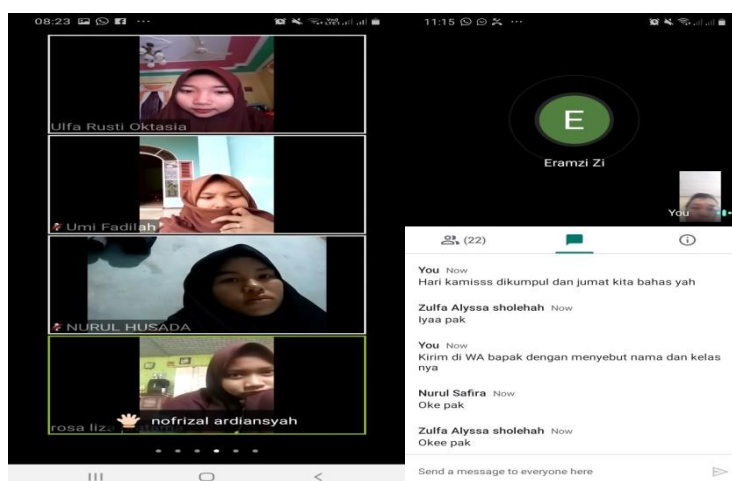 08:23
Ulfa Rusti Oktasia
Umi Fadilah
NURUL HUSADA
nofrizal ardiansyah
rosa liz
11:15
E
Eramzi Zi
You
(22)
You Now
Hari kamisss dikumpul dan jumat kita bahas yah
Zulfa Alyssa sholehah Now
Iyaa pak
You Now
Kirim di WA bapak dengan menyebut nama dan kelas
nya
Nurul Safira Now
Oke pak
Zulfa Alyssa sholehah Now
Okee pak
Send a message to everyone here